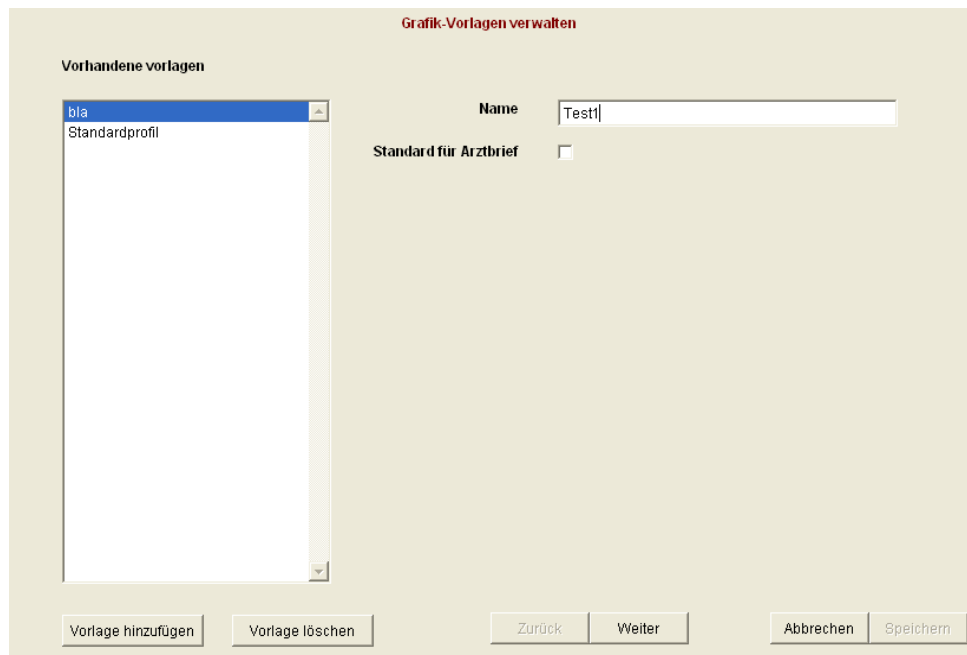 Grafik-Vorlagen verwalten
Vorhandene vorlagen
bla
Standardprofil
Name
Test1
Standard für Arztbrief
Vorlage hinzufügen
Vorlage löschen
Zurück
Weiter
Abbrechen
Speichern